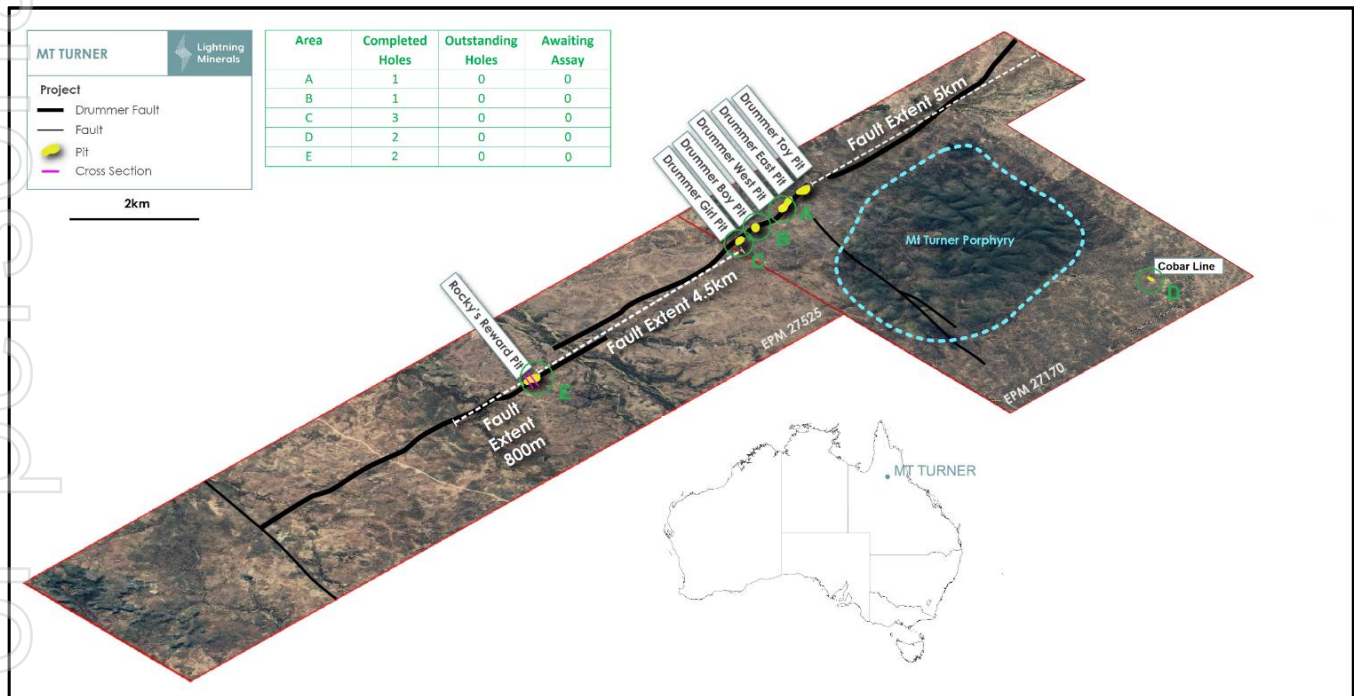 MT TURNER
Lightning
Minerals
Project
Drummer Fault
Fault
Pit
Cross Section
2km
Area Completed Holes Outstanding Holes Awaiting Assay
A 1 0 0
B 1 0 0
C 3 0 0
D 2 0 0
E 2 0 0
Drummer Toy Pit
Drummer East Pit
Drummer West Pit
Drummer Boy Pit
Drummer Girl Pit
Fault Extent 5km
A
B
C
Mt Turner Porphyry
Cobar Line
D
Fault Extent 4.5km
EPM 27525
EPM 27170
Rocky's Reward Pit
E
Fault
Extent
800m
MT TURNER